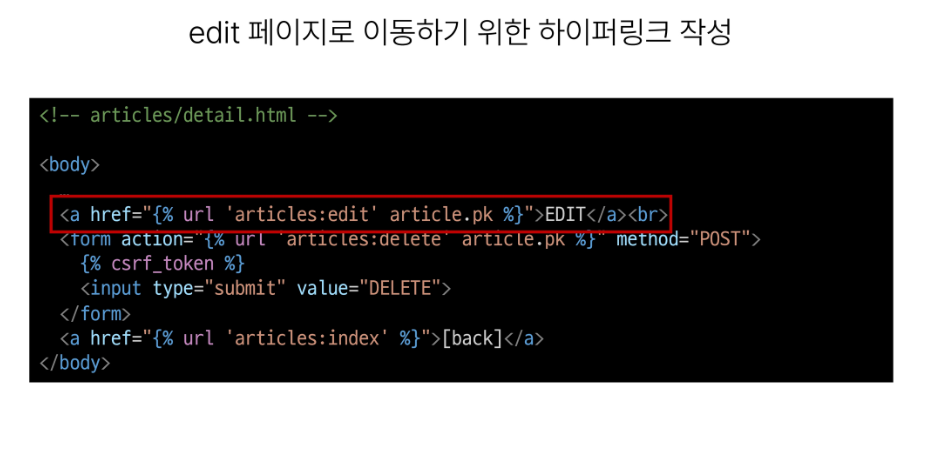 edit 페이지로 이동하기 위한 하이퍼링크 작성
<!-- articles/detail.html -->
<body>
<a href="{% url 'articles:edit' article.pk %}">EDIT</a><br>
<form action="{% url 'articles:delete' article.pk %}" method="POST">
{% csrf_token %}
<input type="submit" value="DELETE">
</form>
<a href="{% url 'articles:index' %}">[back]</a>
</body>